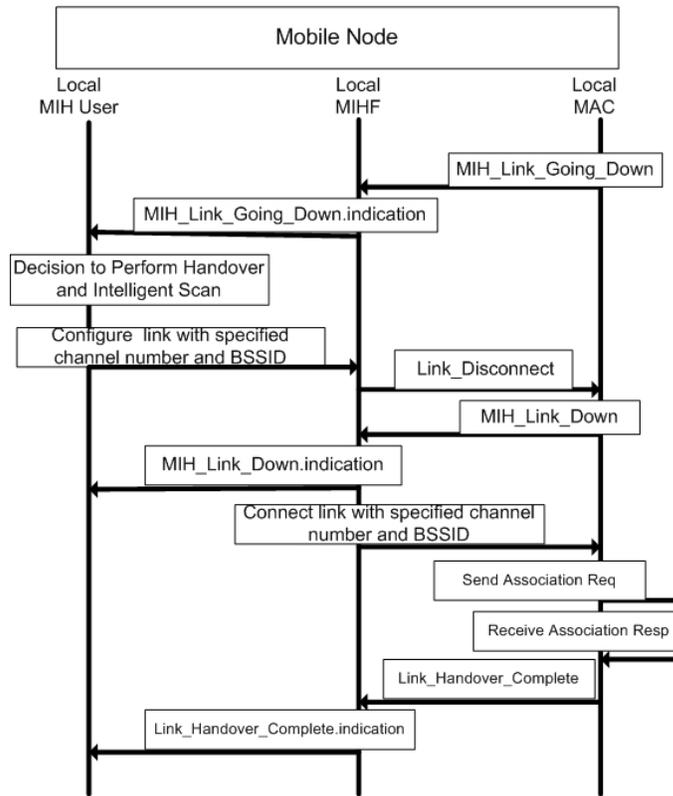 Mobile Node
Local
MIH User
Local
MIHF
Local
MAC
MIH_Link_Going_Down
MIH_Link_Going_Down.indication
Decision to Perform Handover
and Intelligent Scan
Configure link with specified
channel number and BSSID
Link_Disconnect
MIH_Link_Down
MIH_Link_Down.indication
Connect link with specified channel
number and BSSID
Send Association Req
Receive Association Resp
Link_Handover_Complete
Link_Handover_Complete.indication